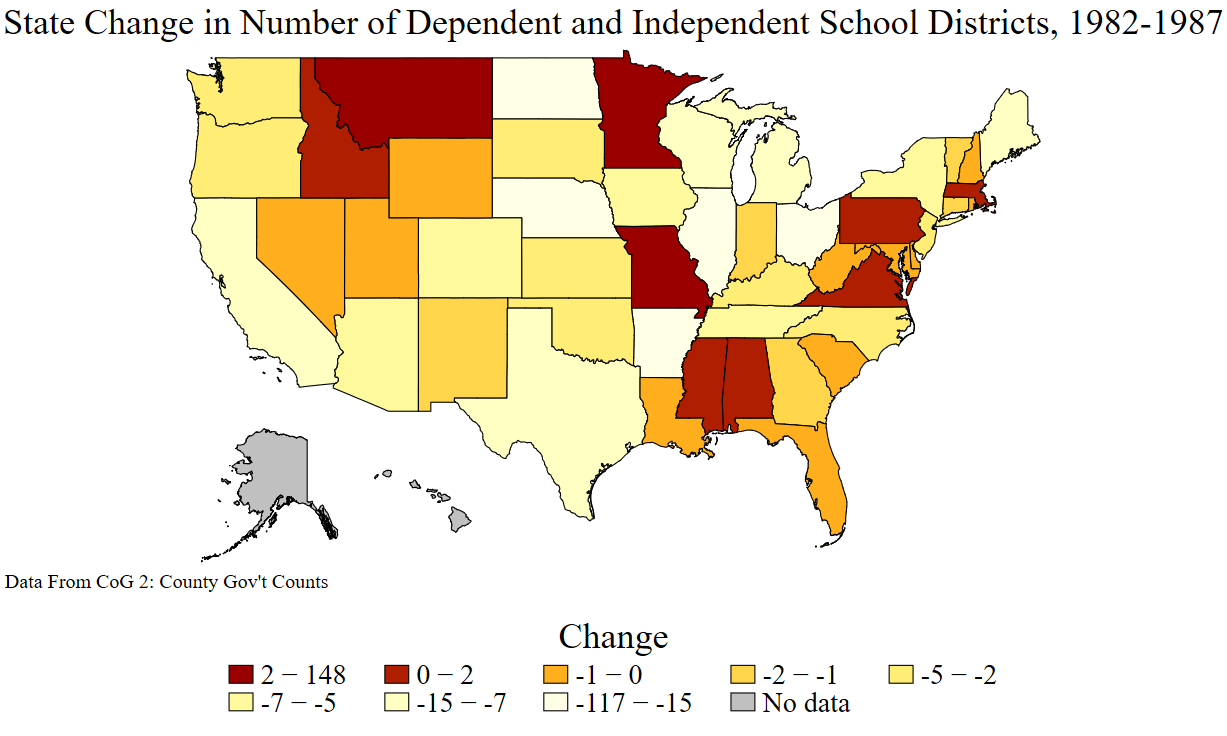 State Change in Number of Dependent and Independent School Districts, 1982-1987
Data From CoG 2: County Gov't Counts
Change
2 − 148 0 − 2 -1 − 0 -2 − -1 -5 − -2
-7 − -5 -15 − -7 -117 − -15 No data